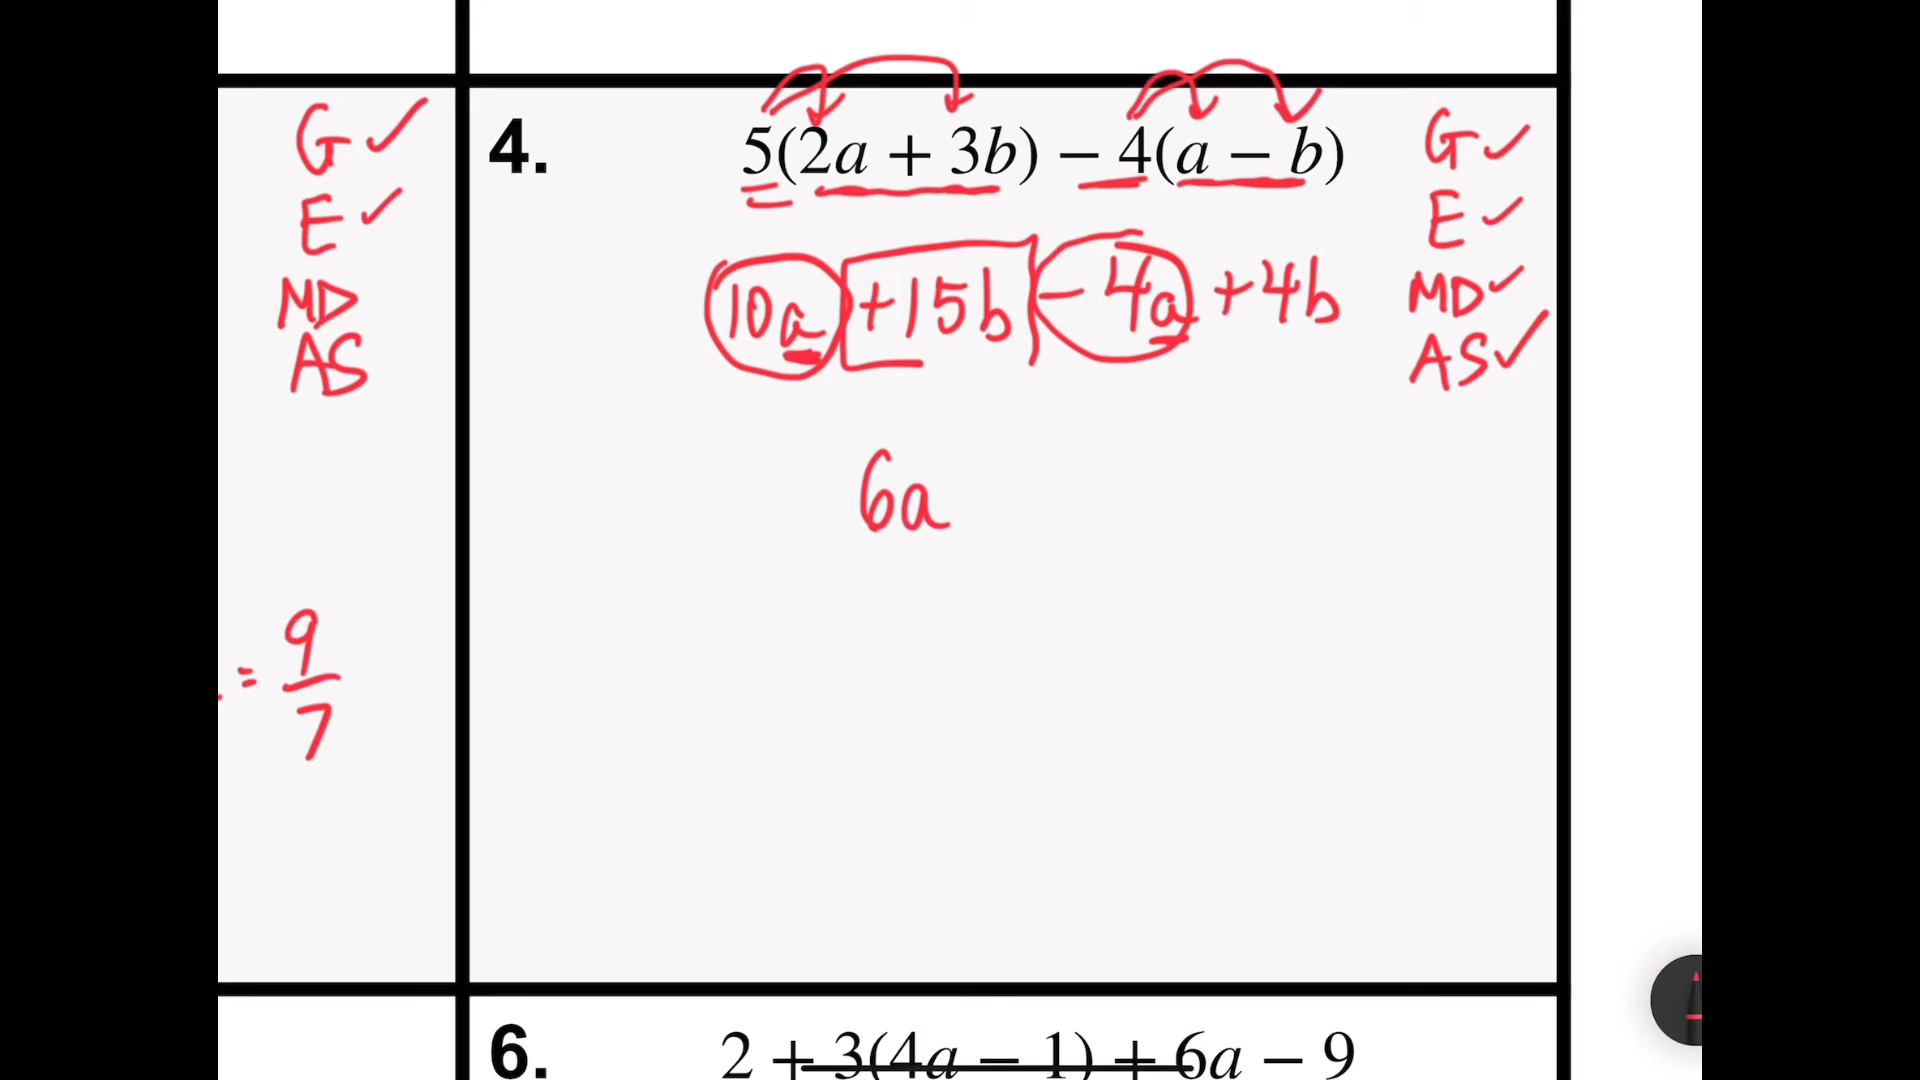 G✓
E✓
MD
AS
= 9/7
4. 5(2a + 3b) – 4(a – b)
10a +15b -4a +4b
6a
G✓
E✓
MD✓
AS✓
6. 2 + 3(4a – 1) + 6a – 9